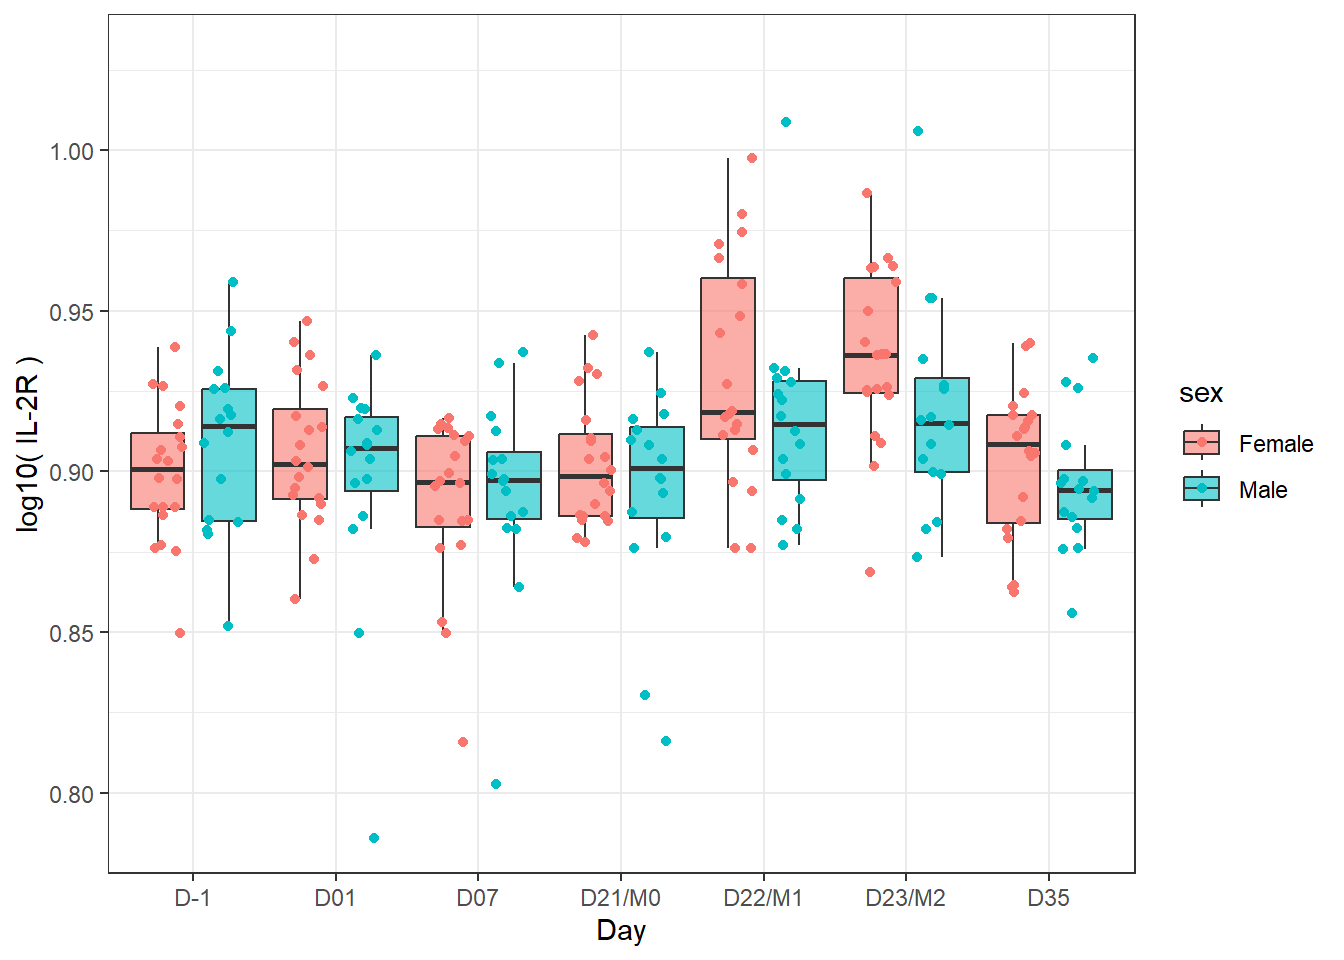 log10( IL-2R )
1.00
0.95
0.90
0.85
0.80
D-1 D01 D07 D21/M0 D22/M1 D23/M2 D35
Day
sex
Female
Male